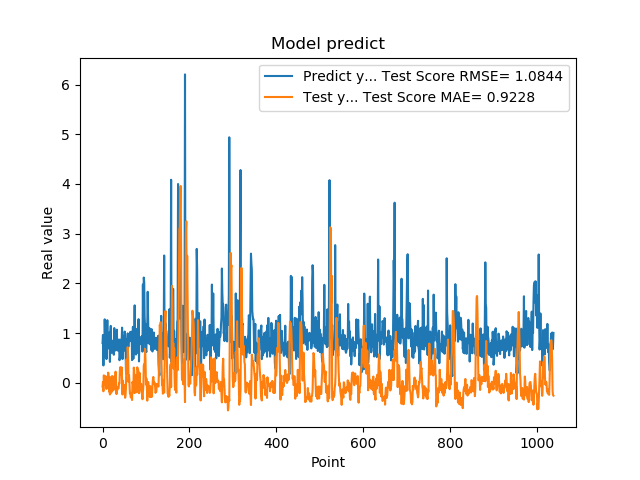 Model predict
Predict y... Test Score RMSE= 1.0844
Test y... Test Score MAE= 0.9228
6
5
4
3
2
1
0
Real value
0 200 400 600 800 1000
Point